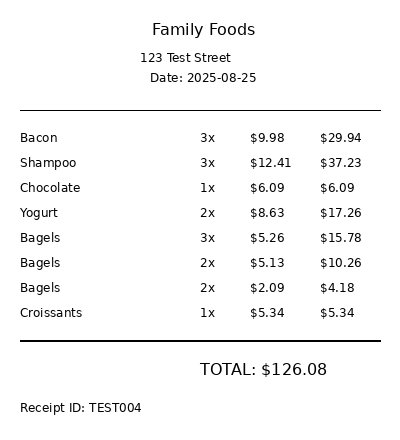 Family Foods
123 Test Street
Date: 2025-08-25
Bacon 3x $9.98 $29.94
Shampoo 3x $12.41 $37.23
Chocolate 1x $6.09 $6.09
Yogurt 2x $8.63 $17.26
Bagels 3x $5.26 $15.78
Bagels 2x $5.13 $10.26
Bagels 2x $2.09 $4.18
Croissants 1x $5.34 $5.34
TOTAL: $126.08
Receipt ID: TEST004